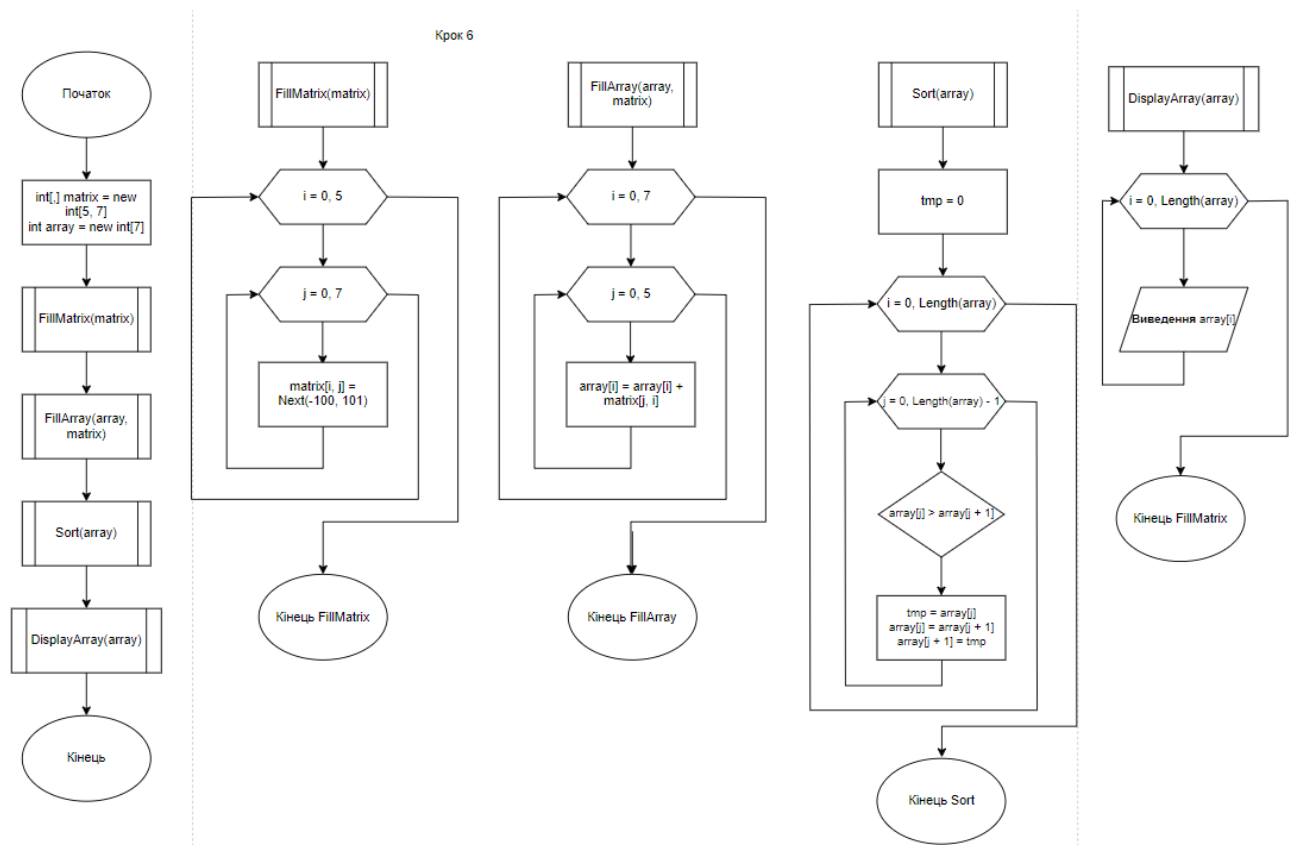 Крок 6
Початок
int[,] matrix = new
int[5, 7]
int array = new int[7]
FillMatrix(matrix)
FillArray(array,
matrix)
Sort(array)
DisplayArray(array)
Кінець
FillMatrix(matrix)
i = 0, 5
j = 0, 7
matrix[i, j] =
Next(-100, 101)
Кінець FillMatrix
FillArray(array,
matrix)
i = 0, 7
j = 0, 5
array[i] = array[i] +
matrix[j, i]
Кінець FillArray
Sort(array)
tmp = 0
i = 0, Length(array)
j = 0, Length(array) - 1
array[j] > array[j + 1]
tmp = array[j]
array[j] = array[j + 1]
array[j + 1] = tmp
Кінець Sort
DisplayArray(array)
i = 0, Length(array)
Виведення array[i]
Кінець FillMatrix